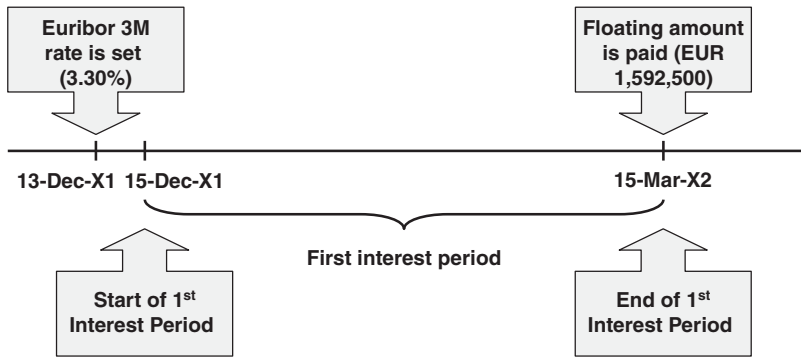 Euribor 3M
rate is set
(3.30%)
Floating amount
is paid (EUR
1,592,500)
13-Dec-X1 15-Dec-X1
15-Mar-X2
First interest period
Start of 1st
Interest Period
End of 1st
Interest Period